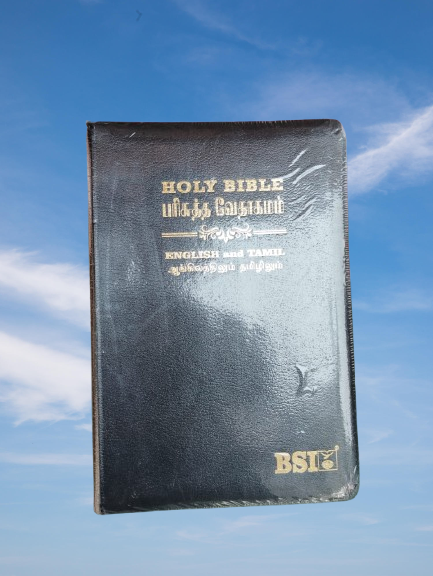 HOLY BIBLE
பரிசுத்த வேதாகமம்
ENGLISH and TAMIL
ஆங்கிலத்திலும் தமிழிலும்
BSI